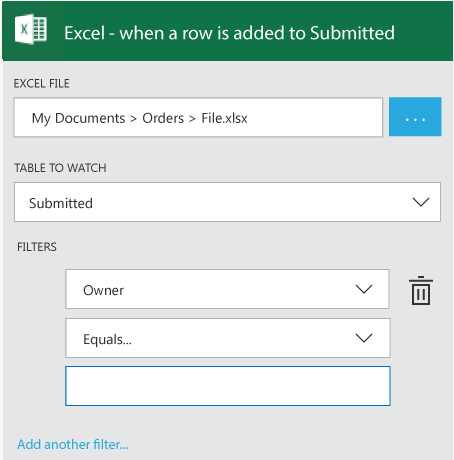 Excel - when a row is added to Submitted
EXCEL FILE
My Documents > Orders > File.xlsx
...
TABLE TO WATCH
Submitted
FILTERS
Owner
Equals...
Add another filter...